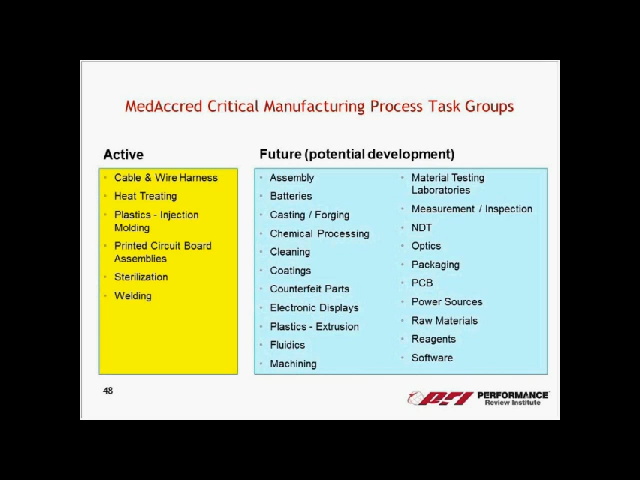 MedAccred Critical Manufacturing Process Task Groups
Active
Cable & Wire Harness
Heat Treating
Plastics - Injection
Molding
Printed Circuit Board
Assemblies
Sterilization
Welding
Future (potential development)
Assembly
Batteries
Casting / Forging
Chemical Processing
Cleaning
Coatings
Counterfeit Parts
Electronic Displays
Plastics - Extrusion
Fluidics
Machining
Material Testing
Laboratories
Measurement / Inspection
NDT
Optics
Packaging
PCB
Power Sources
Raw Materials
Reagents
Software
48
PRI PERFORMANCE
Review Institute